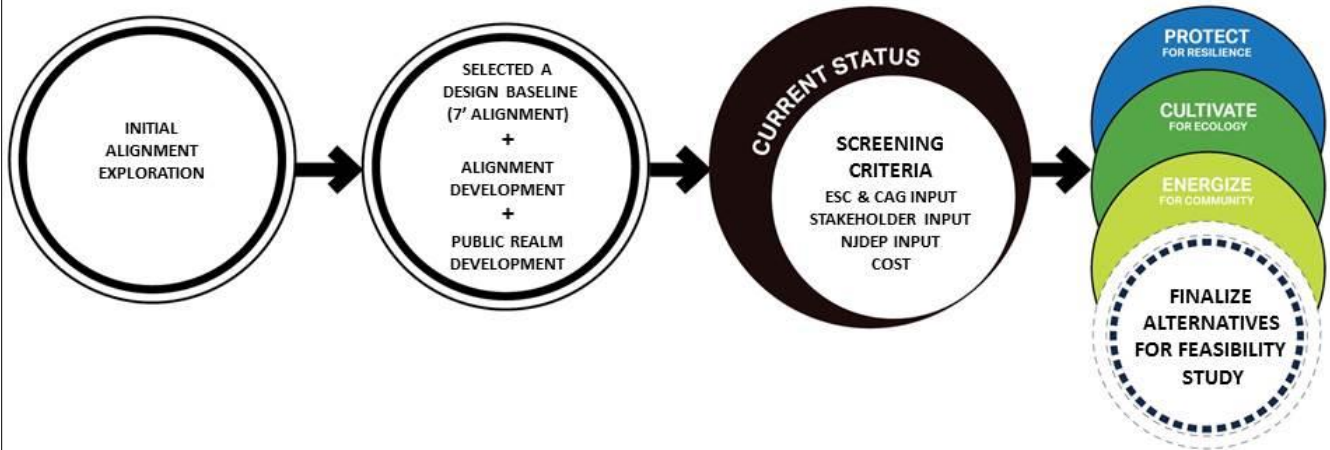 INITIAL
ALIGNMENT
EXPLORATION
SELECTED A
DESIGN BASELINE
(7' ALIGNMENT)
+
ALIGNMENT
DEVELOPMENT
+
PUBLIC REALM
DEVELOPMENT
CURRENT STATUS
SCREENING
CRITERIA
ESC & CAG INPUT
STAKEHOLDER INPUT
NJDEP INPUT
COST
PROTECT
FOR RESILIENCE
CULTIVATE
FOR ECOLOGY
ENERGIZE
FOR COMMUNITY
FINALIZE
ALTERNATIVES
FOR FEASIBILITY
STUDY